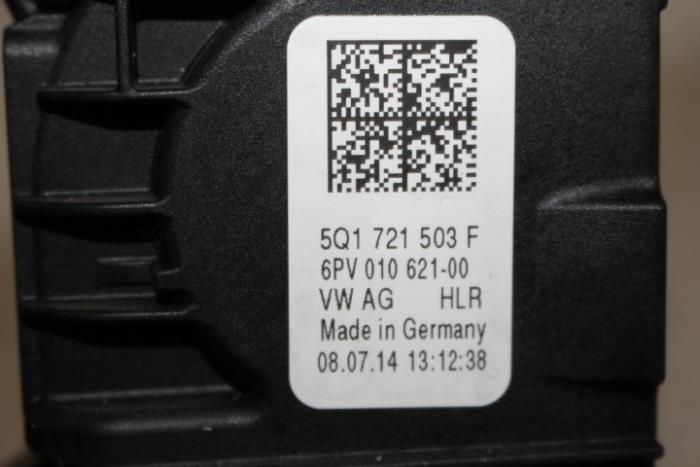 5Q1 721 503 F
6PV 010 621-00
VW AG HLR
Made in Germany
08.07.14 13:12:38